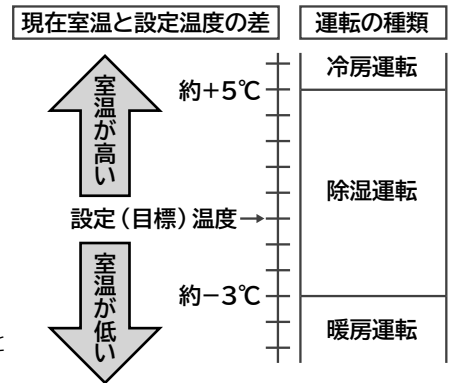 現在室温と設定温度の差
運転の種類
室温が高い
約+5℃
設定(目標)温度→
室温が低い
約−3℃
冷房運転
除湿運転
暖房運転